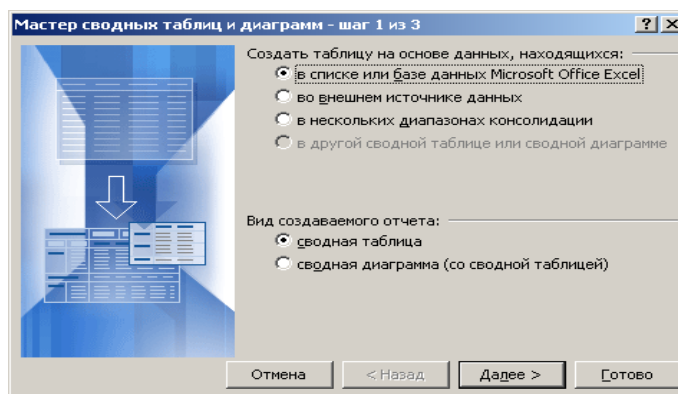 Мастер сводных таблиц и диаграмм - шаг 1 из 3
Создать таблицу на основе данных, находящихся:
в списке или базе данных Microsoft Office Excel
во внешнем источнике данных
в нескольких диапазонах консолидации
в другой сводной таблице или сводной диаграмме
Вид создаваемого отчета:
сводная таблица
сводная диаграмма (со сводной таблицей)
Отмена < Назад Далее > Готово